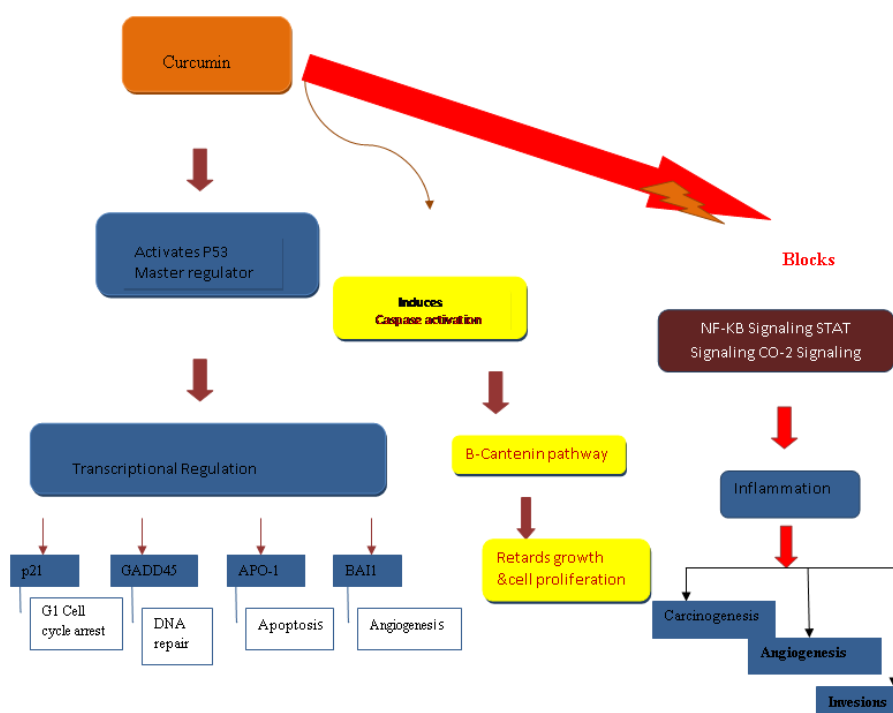 Curcumin
Activates P53
Master regulator
Blocks
Induces
Caspase activation
NF-KB Signaling STAT
Signaling CO-2 Signaling
Transcriptional Regulation
B-Cantenin pathway
Inflammation
p21
GADD45
APO-1
BAI1
Retards growth
&cell proliferation
G1 Cell
cycle arrest
DNA
repair
Apoptosis
Angiogenesis
Carcinogenesis
Angiogenesis
Invesions